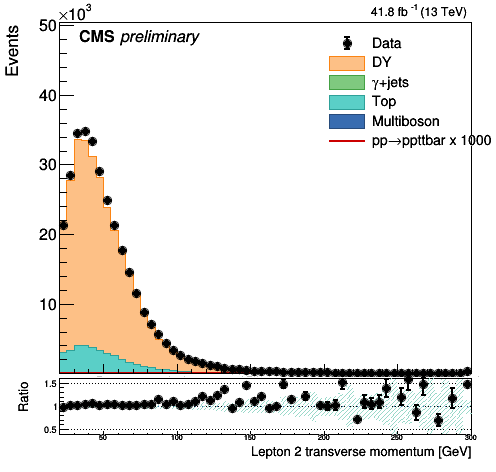 ×10³
41.8 fb⁻¹ (13 TeV)
CMS preliminary
Events
50
40
30
20
10
Data
DY
γ+jets
Top
Multiboson
pp→ppttbar x 1000
Ratio
1.5
1
0.5
50
100
150
200
250
300
Lepton 2 transverse momentum [GeV]